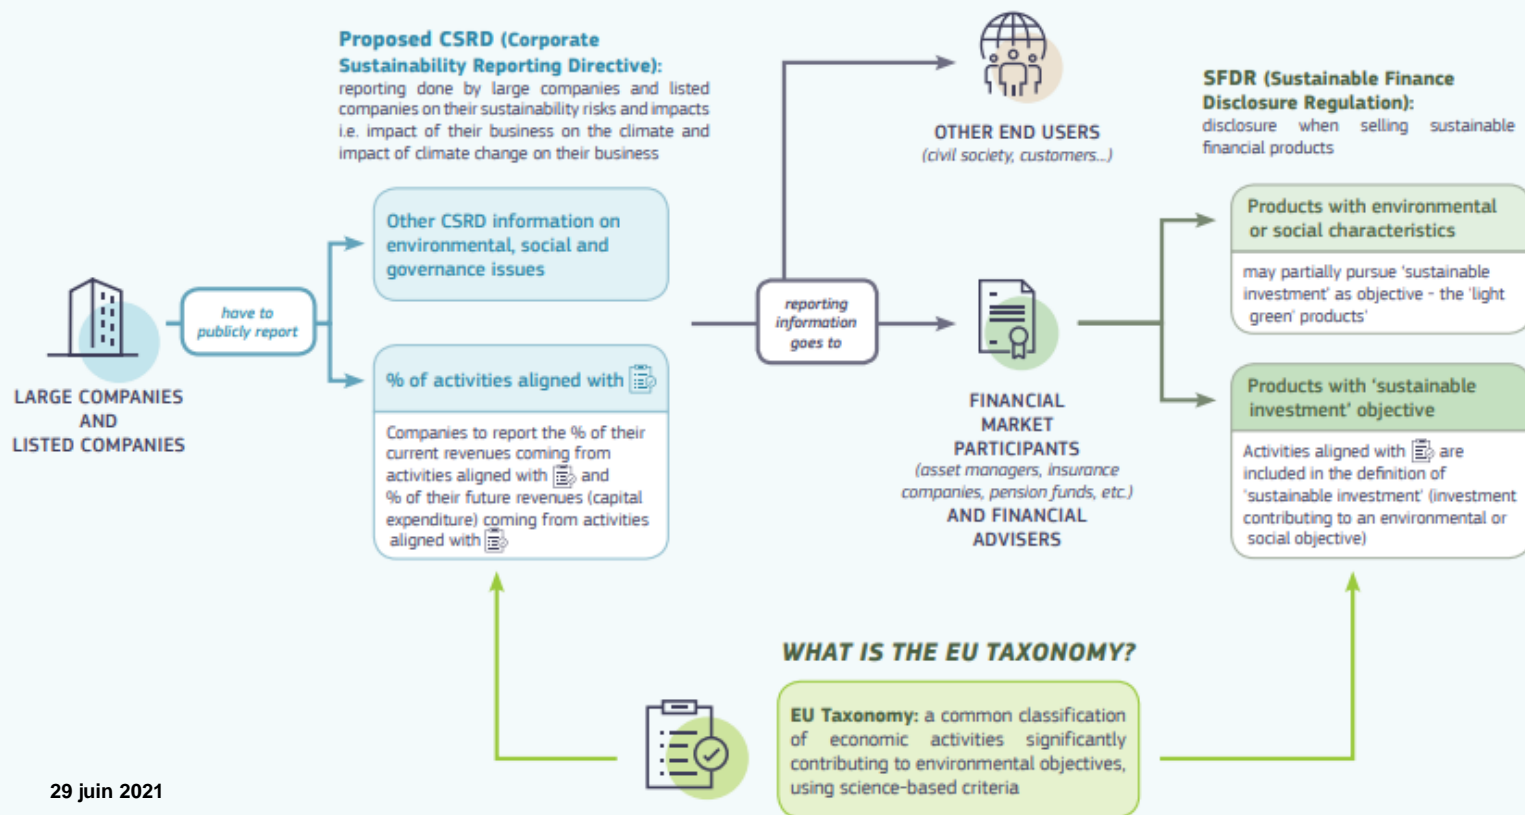 Proposed CSRD (Corporate
Sustainability Reporting Directive):
reporting done by large companies and listed
companies on their sustainability risks and impacts
i.e. impact of their business on the climate and
impact of climate change on their business
Other CSRD information on
environmental, social and
governance issues
have to
publicly report
LARGE COMPANIES
AND
LISTED COMPANIES
% of activities aligned with
Companies to report the % of their
current revenues coming from
activities aligned with and
% of their future revenues (capital
expenditure) coming from activities
aligned with
reporting
information
goes to
OTHER END USERS
(civil society, customers...)
FINANCIAL
MARKET
PARTICIPANTS
(asset managers, insurance
companies, pension funds, etc.)
AND FINANCIAL
ADVISERS
SFDR (Sustainable Finance
Disclosure Regulation):
disclosure when selling sustainable
financial products
Products with environmental
or social characteristics
may partially pursue 'sustainable
investment' as objective - the 'light
green' products'
Products with 'sustainable
investment' objective
Activities aligned with are
included in the definition of
'sustainable investment' (investment
contributing to an environmental or
social objective)
WHAT IS THE EU TAXONOMY?
EU Taxonomy: a common classification
of economic activities significantly
contributing to environmental objectives,
using science-based criteria
29 juin 2021